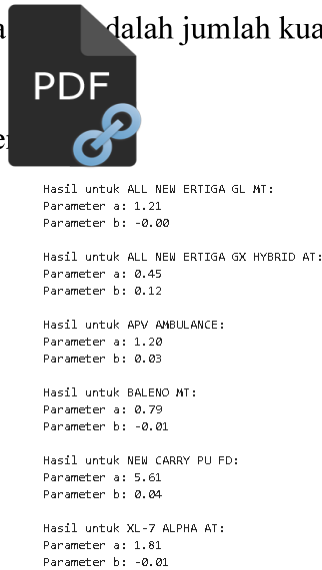 dalah jumlah kua
PDF
Hasil untuk ALL NEW ERTIGA GL MT:
Parameter a: 1.21
Parameter b: -0.00
Hasil untuk ALL NEW ERTIGA GX HYBRID AT:
Parameter a: 0.45
Parameter b: 0.12
Hasil untuk APV AMBULANCE:
Parameter a: 1.20
Parameter b: 0.03
Hasil untuk BALENO MT:
Parameter a: 0.79
Parameter b: -0.01
Hasil untuk NEW CARRY PU FD:
Parameter a: 5.61
Parameter b: 0.04
Hasil untuk XL-7 ALPHA AT:
Parameter a: 1.81
Parameter b: -0.01